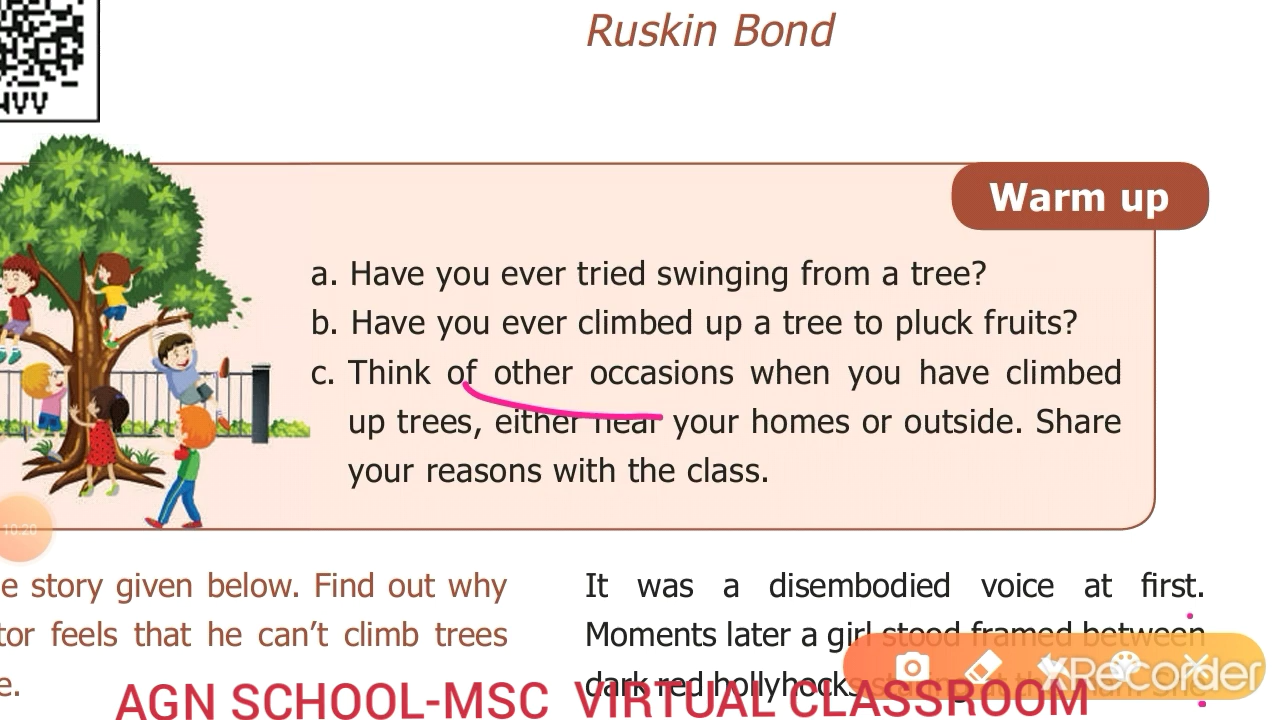 Ruskin Bond
Warm up
a. Have you ever tried swinging from a tree?
b. Have you ever climbed up a tree to pluck fruits?
c. Think of other occasions when you have climbed
up trees, either near your homes or outside. Share
your reasons with the class.
10:20
e story given below. Find out why
tor feels that he can't climb trees
e.
It was a disembodied voice at first.
Moments later a girl stood framed between
dark red hollyhocks
XRecorder
AGN SCHOOL-MSC VIRTUAL CLASSROOM